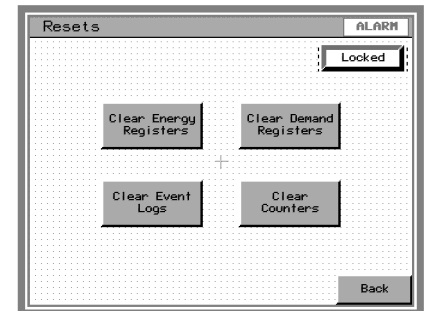 Resets
ALARM
Locked
Clear Energy
Registers
Clear Demand
Registers
Clear Event
Logs
Clear
Counters
Back